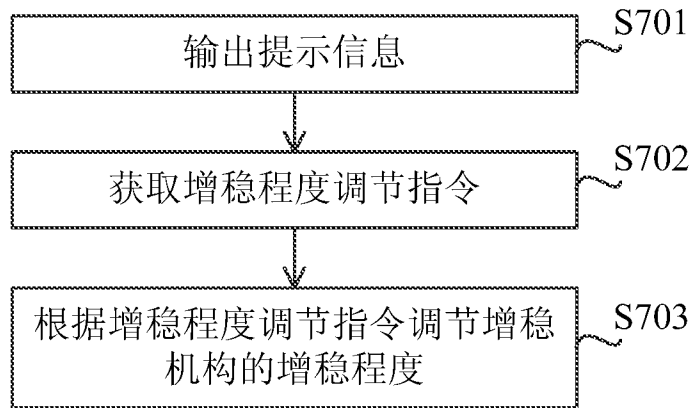 S701
输出提示信息
S702
获取增稳程度调节指令
S703
根据增稳程度调节指令调节增稳
机构的增稳程度